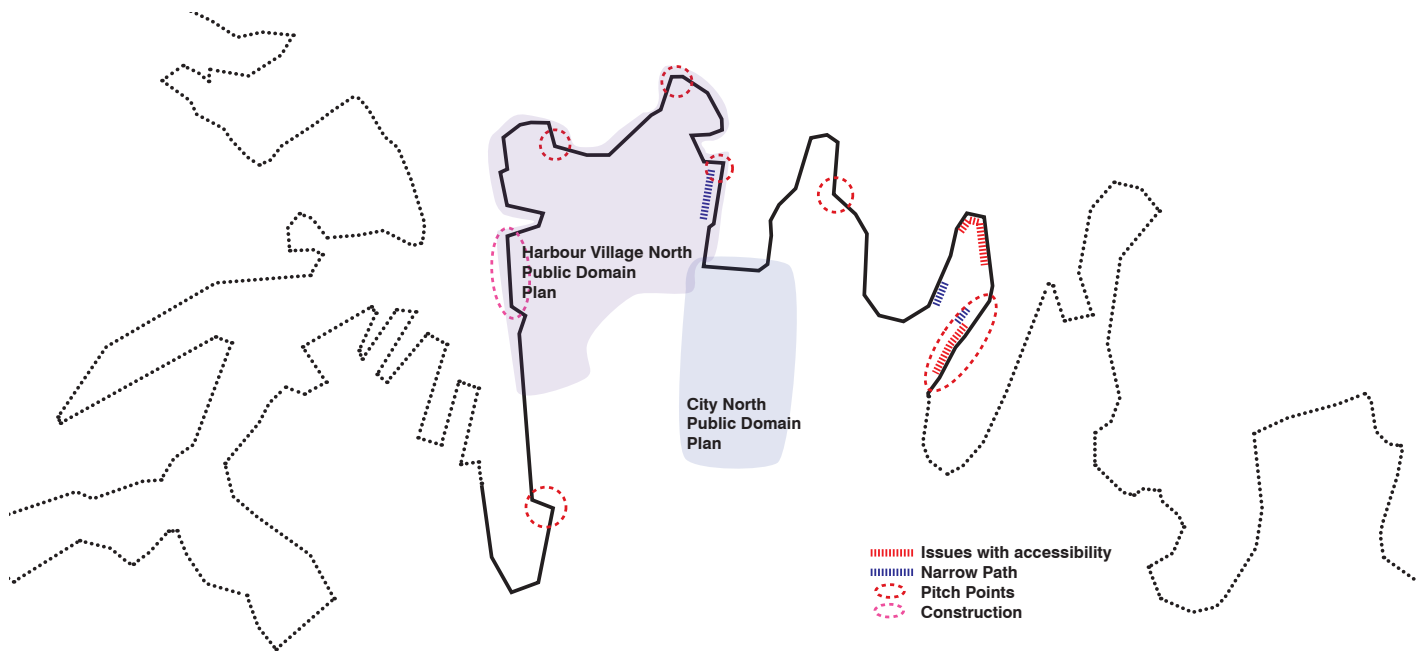 Harbour Village North
Public Domain
Plan
City North
Public Domain
Plan
Issues with accessibility
Narrow Path
Pitch Points
Construction